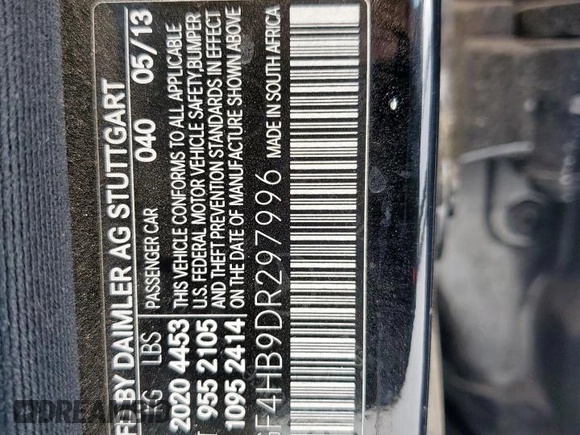 BY DAIMLER AG STUTTGART 05/13
KG LBS PASSENGER CAR 040
2020 4453 THIS VEHICLE CONFORMS TO ALL APPLICABLE
955 2105 U.S. FEDERAL MOTOR VEHICLE SAFETY, BUMPER
1095 2414 AND THEFT PREVENTION STANDARDS IN EFFECT
ON THE DATE OF MANUFACTURE SHOWN ABOVE
GF4HB9DR297996 MADE IN SOUTH AFRICA
DREAMBID